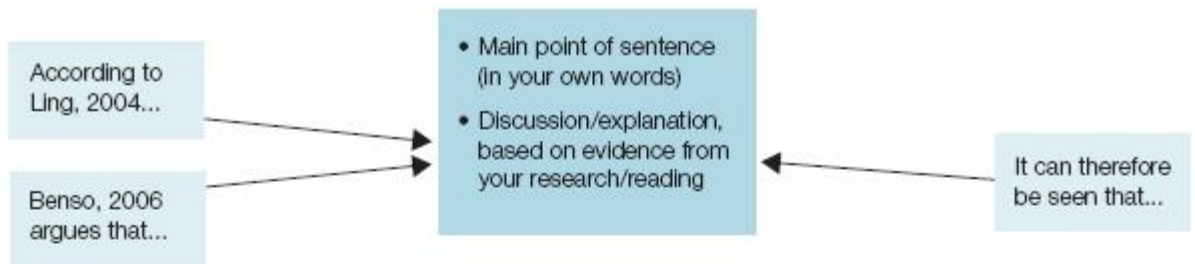 According to
Ling, 2004...
Benso, 2006
argues that...
• Main point of sentence
(in your own words)
• Discussion/explanation,
based on evidence from
your research/reading
It can therefore
be seen that...